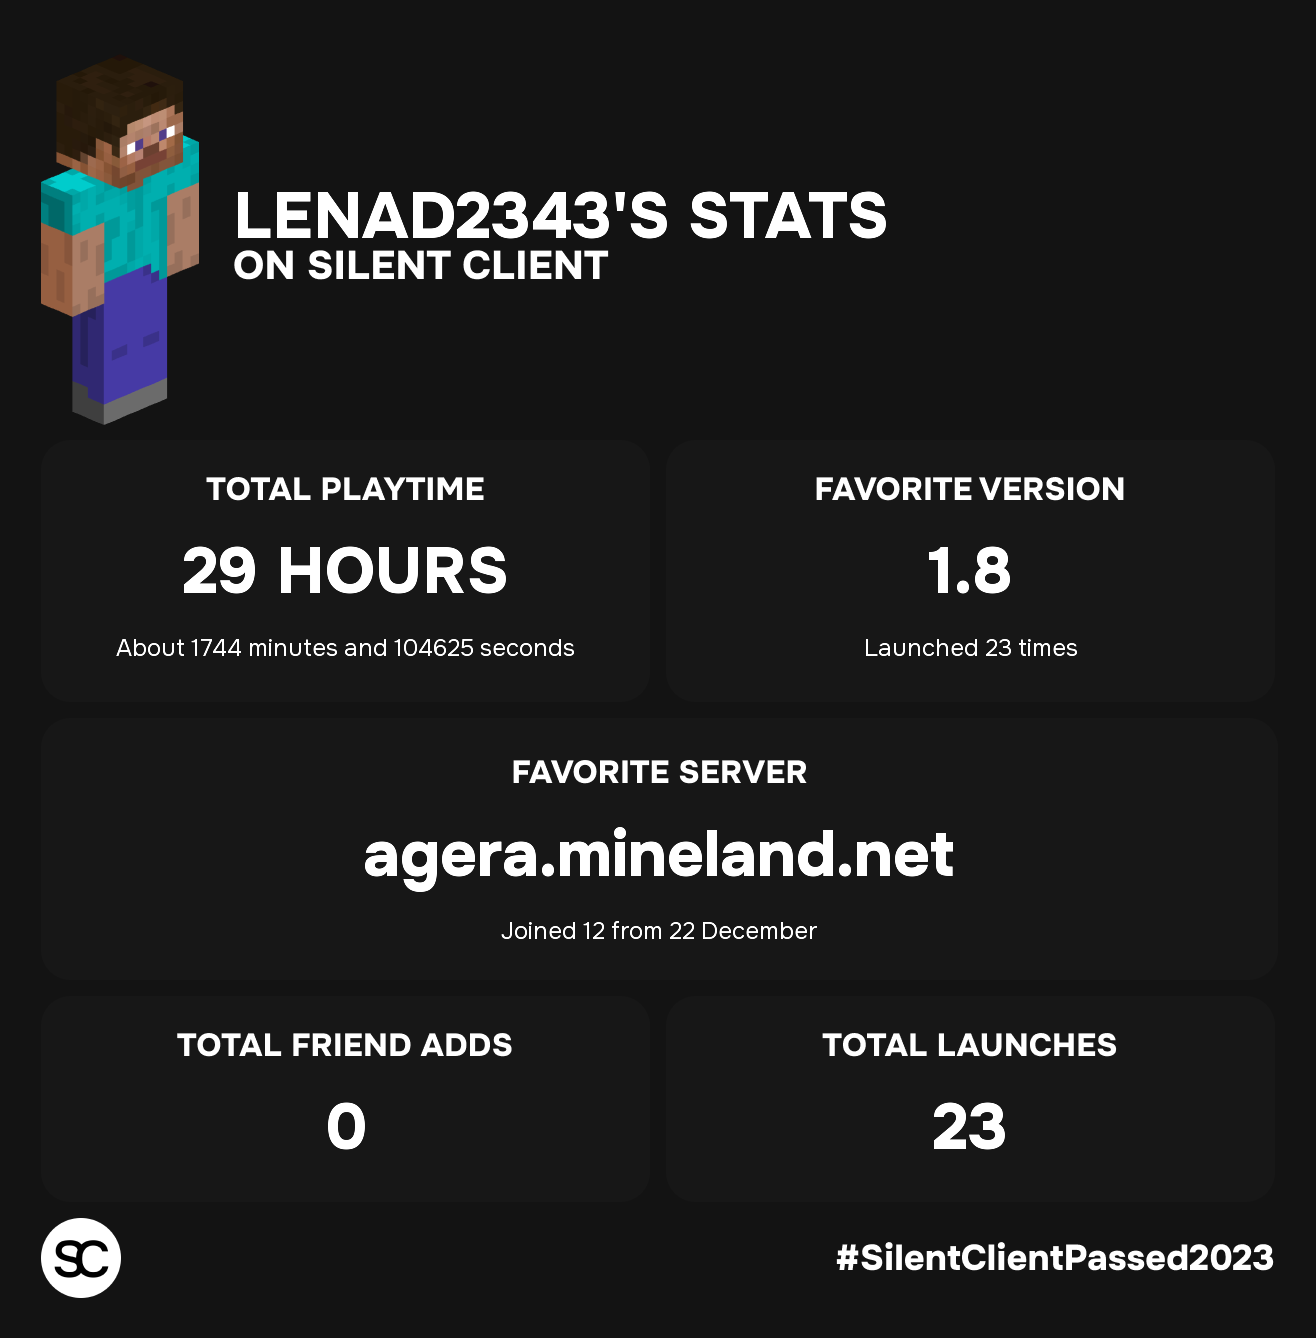 LENAD2343'S STATS
ON SILENT CLIENT
TOTAL PLAYTIME
29 HOURS
About 1744 minutes and 104625 seconds
FAVORITE VERSION
1.8
Launched 23 times
FAVORITE SERVER
agera.mineland.net
Joined 12 from 22 December
TOTAL FRIEND ADDS
0
TOTAL LAUNCHES
23
SC
#SilentClientPassed2023